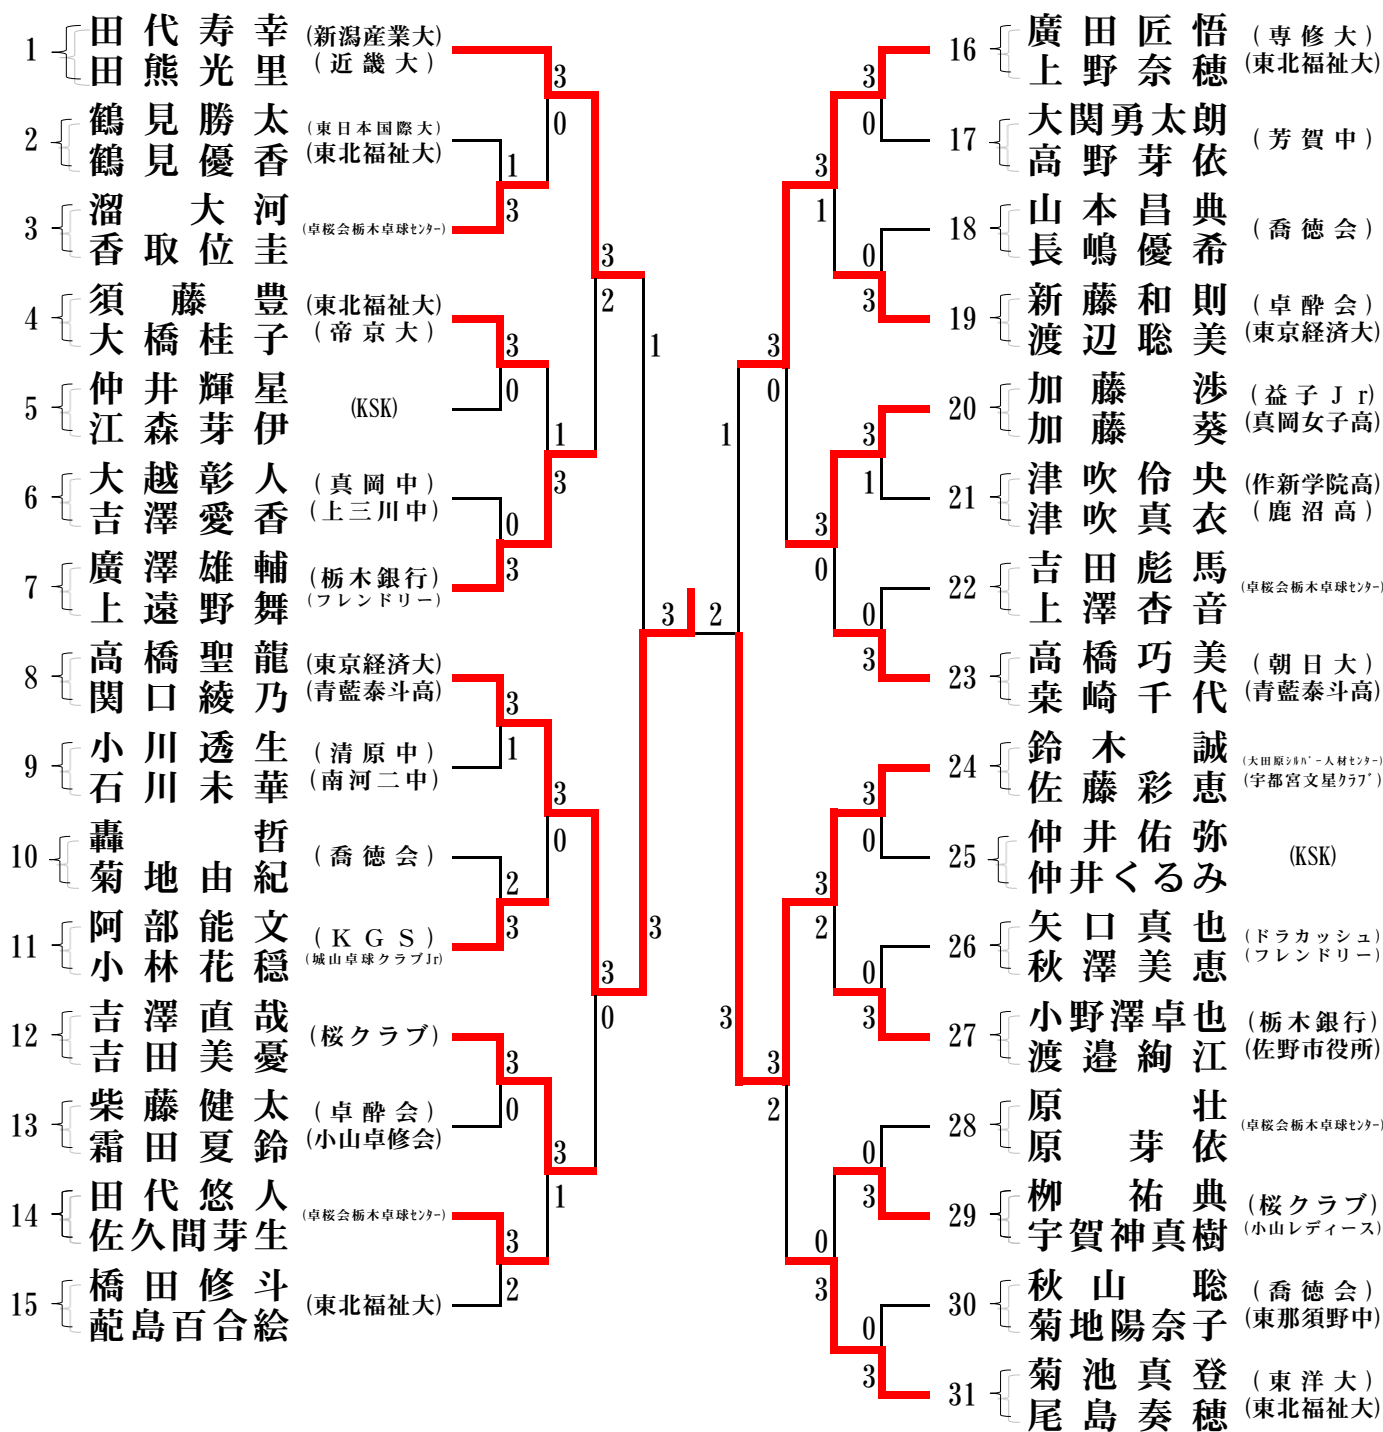 1 田代寿幸 (新潟産業大)
田熊光里 (近畿大)
2 鶴見勝太 (東日本国際大)
鶴見優香 (東北福祉大)
3 溜大河 (卓桜会栃木卓球センター)
香取位圭
4 須藤豊 (東北福祉大)
大橋桂子 (帝京大)
5 仲井輝星 (KSK)
江森芽伊
6 大越彰人 (真岡中)
吉澤愛香 (上三川中)
7 廣澤雄輔 (栃木銀行)
上遠野舞 (フレンドリー)
8 高橋聖龍 (東京経済大)
関口綾乃 (青藍泰斗高)
9 小川透生 (清原中)
石川未華 (南河二中)
10 轟哲 (喬徳会)
菊地由紀
11 阿部能文 (KGS)
小林花穏 (城山卓球クラブJr)
12 吉澤直哉 (桜クラブ)
吉田美憂
13 柴藤健太 (卓酔会)
霜田夏鈴 (小山卓修会)
14 田代悠人 (卓桜会栃木卓球センター)
佐久間芽生
15 橋田修斗 (東北福祉大)
蓜島百合絵
3
0
1
3
3
2
3
0
1
1
3
0
3
3
1
3
0
2
3
3
3
0
3
0
3
1
3
2
3 2
3
0
3
1
0
3
3
0
1
3
1
3
0
0
3
3
0
3
2
0
3
3
3
2
0
3
0
3
0
3
16 廣田匠悟 (専修大)
上野奈穂 (東北福祉大)
17 大関勇太朗 (芳賀中)
高野芽依
18 山本昌典 (喬徳会)
長嶋優希
19 新藤和則 (卓酔会)
渡辺聡美 (東京経済大)
20 加藤渉 (益子Jr)
加藤葵 (真岡女子高)
21 津吹伶央 (作新学院高)
津吹真衣 (鹿沼高)
22 吉田彪馬 (卓桜会栃木卓球センター)
上澤杏音
23 高橋巧美 (朝日大)
桒崎千代 (青藍泰斗高)
24 鈴木誠 (大田原シルバー人材センター)
佐藤彩恵 (宇都宮文星クラブ)
25 仲井佑弥 (KSK)
仲井くるみ
26 矢口真也 (ドラカッシュ)
秋澤美恵 (フレンドリー)
27 小野澤卓也 (栃木銀行)
渡邉絢江 (佐野市役所)
28 原壮 (卓桜会栃木卓球センター)
原芽依
29 栁祐典 (桜クラブ)
宇賀神真樹 (小山レディース)
30 秋山聡 (喬徳会)
菊地陽奈子 (東那須野中)
31 菊池真登 (東洋大)
尾島奏穂 (東北福祉大)